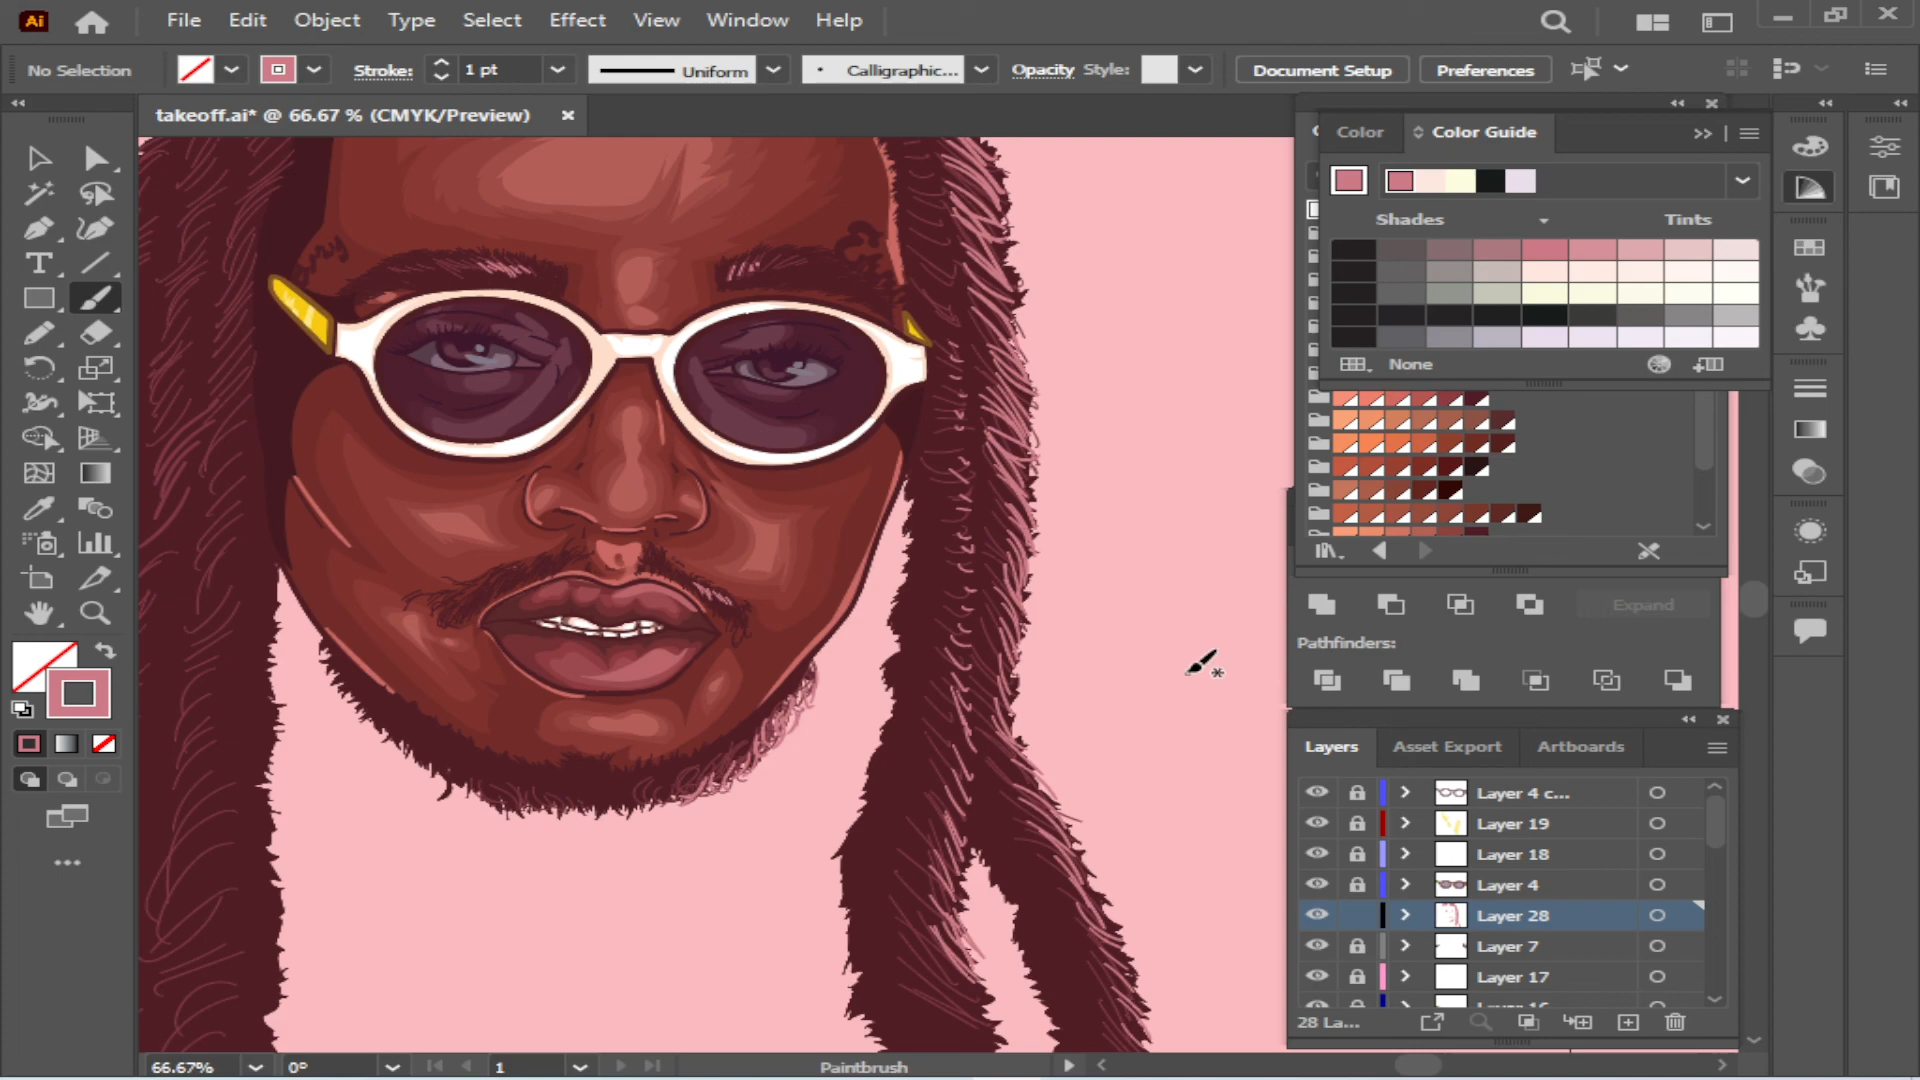 Ai File Edit Object Type Select Effect View Window Help
No Selection Stroke: 1 pt Uniform Calligraphic... Opacity Style: Document Setup Preferences
takeoff.ai* @ 66.67 % (CMYK/Preview)
Color Color Guide
Shades Tints
None
Expand
Pathfinders:
Layers Asset Export Artboards
Layer 4 c...
Layer 19
Layer 18
Layer 4
Layer 28
Layer 7
Layer 17
28 La...
66.67% 0° 1 Paintbrush